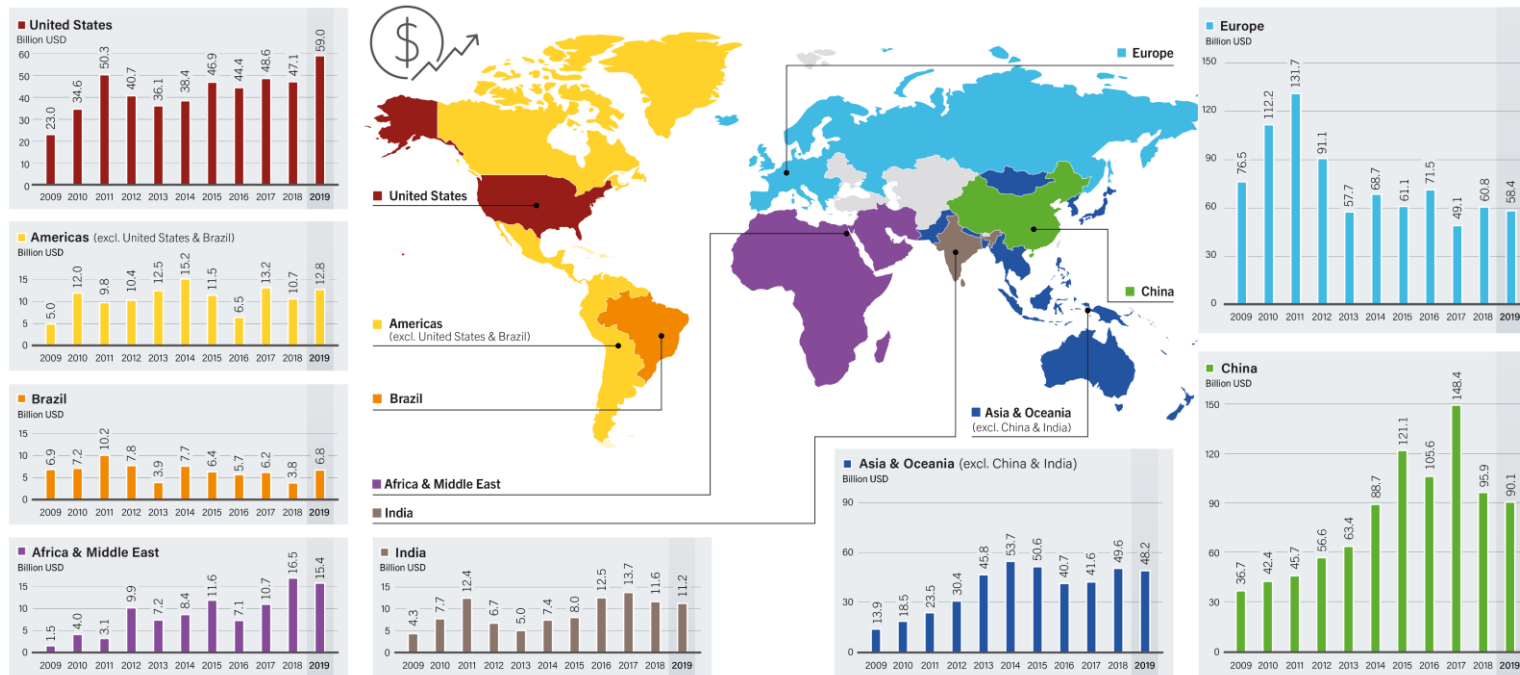 United States
Billion USD
60
50
40
30
20
10
0
23.0 34.6 50.3 40.7 36.1 38.4 46.9 44.4 48.6 47.1 59.0
2009 2010 2011 2012 2013 2014 2015 2016 2017 2018 2019
Americas (excl. United States & Brazil)
Billion USD
15
10
5
0
5.0 12.0 9.8 10.4 12.5 15.2 11.5 6.5 13.2 10.7 12.8
2009 2010 2011 2012 2013 2014 2015 2016 2017 2018 2019
Brazil
Billion USD
15
10
5
0
6.9 7.2 10.2 7.8 3.9 7.7 6.4 5.7 6.2 3.8 6.8
2009 2010 2011 2012 2013 2014 2015 2016 2017 2018 2019
Africa & Middle East
Billion USD
15
10
5
0
1.5 4.0 3.1 9.9 7.2 8.4 11.6 7.1 10.7 16.5 15.4
2009 2010 2011 2012 2013 2014 2015 2016 2017 2018 2019
$
United States
Americas
(excl. United States & Brazil)
Brazil
Africa & Middle East
India
Europe
China
Asia & Oceania
(excl. China & India)
India
Billion USD
15
10
5
0
4.3 7.7 12.4 6.7 5.0 7.4 8.0 12.5 13.7 11.6 11.2
2009 2010 2011 2012 2013 2014 2015 2016 2017 2018 2019
Asia & Oceania (excl. China & India)
Billion USD
90
60
30
0
13.9 18.5 23.5 30.4 45.8 53.7 50.6 40.7 41.6 49.6 48.2
2009 2010 2011 2012 2013 2014 2015 2016 2017 2018 2019
Europe
Billion USD
150
120
90
60
30
0
76.5 112.2 131.7 91.1 57.7 68.7 61.1 71.5 49.1 60.8 58.4
2009 2010 2011 2012 2013 2014 2015 2016 2017 2018 2019
China
Billion USD
150
120
90
60
30
0
36.7 42.4 45.7 56.6 63.4 88.7 121.1 105.6 148.4 95.9 90.1
2009 2010 2011 2012 2013 2014 2015 2016 2017 2018 2019